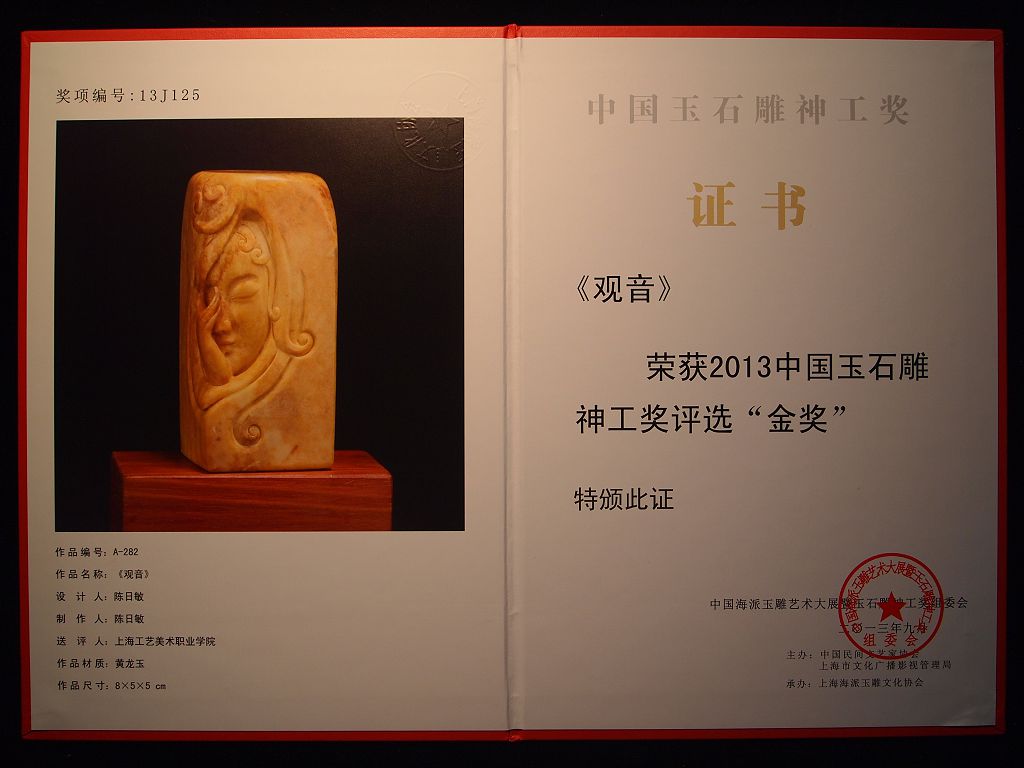 奖项编号:13J125
作品编号: A-282
作品名称: 《观音》
设 计 人: 陈日敏
制 作 人: 陈日敏
送 评 人: 上海工艺美术职业学院
作品材质: 黄龙玉
作品尺寸: 8×5×5 cm
中国玉石雕神工奖
证书
《观音》
荣获2013中国玉石雕
神工奖评选“金奖”
特颁此证
中国海派玉雕艺术大展暨玉石雕神工奖组委会
二〇一三年九月
组委会
主办: 中国民间文艺家协会
上海市文化广播影视管理局
承办: 上海海派玉雕文化协会